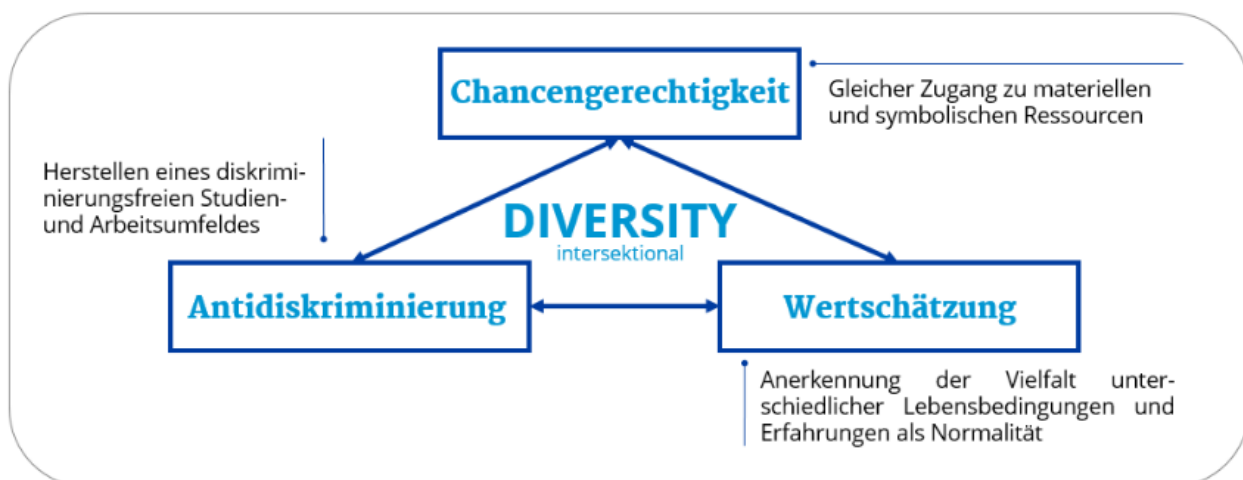 Chancengerechtigkeit
Gleicher Zugang zu materiellen
und symbolischen Ressourcen
Herstellen eines diskrimi-
nierungsfreien Studien-
und Arbeitsumfeldes
DIVERSITY
intersektional
Antidiskriminierung
Wertschätzung
Anerkennung der Vielfalt unter-
schiedlicher Lebensbedingungen und
Erfahrungen als Normalität